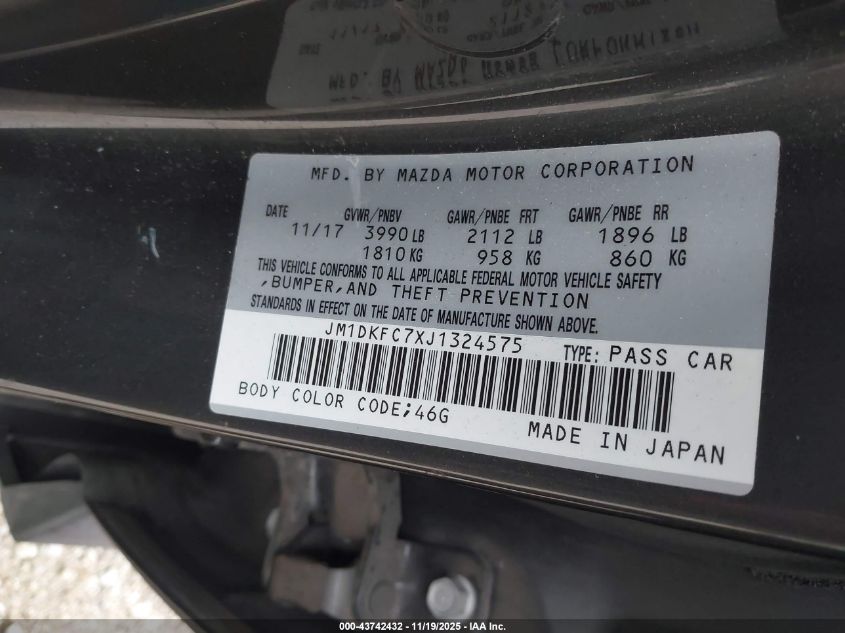 MFD. BY MAZDA MOTOR CORPORATION
DATE GVWR/PNBV GAWR/PNBE FRT GAWR/PNBE RR
11/17 3990 LB 2112 LB 1896 LB
1810 KG 958 KG 860 KG
THIS VEHICLE CONFORMS TO ALL APPLICABLE FEDERAL MOTOR VEHICLE SAFETY
,BUMPER,AND THEFT PREVENTION
STANDARDS IN EFFECT ON THE DATE OF MANUFACTURE SHOWN ABOVE.
JM1DKFC7XJ1324575 TYPE: PASS CAR
BODY COLOR CODE;46G
MADE IN JAPAN
000-43742432 - 11/19/2025 - IAA Inc.